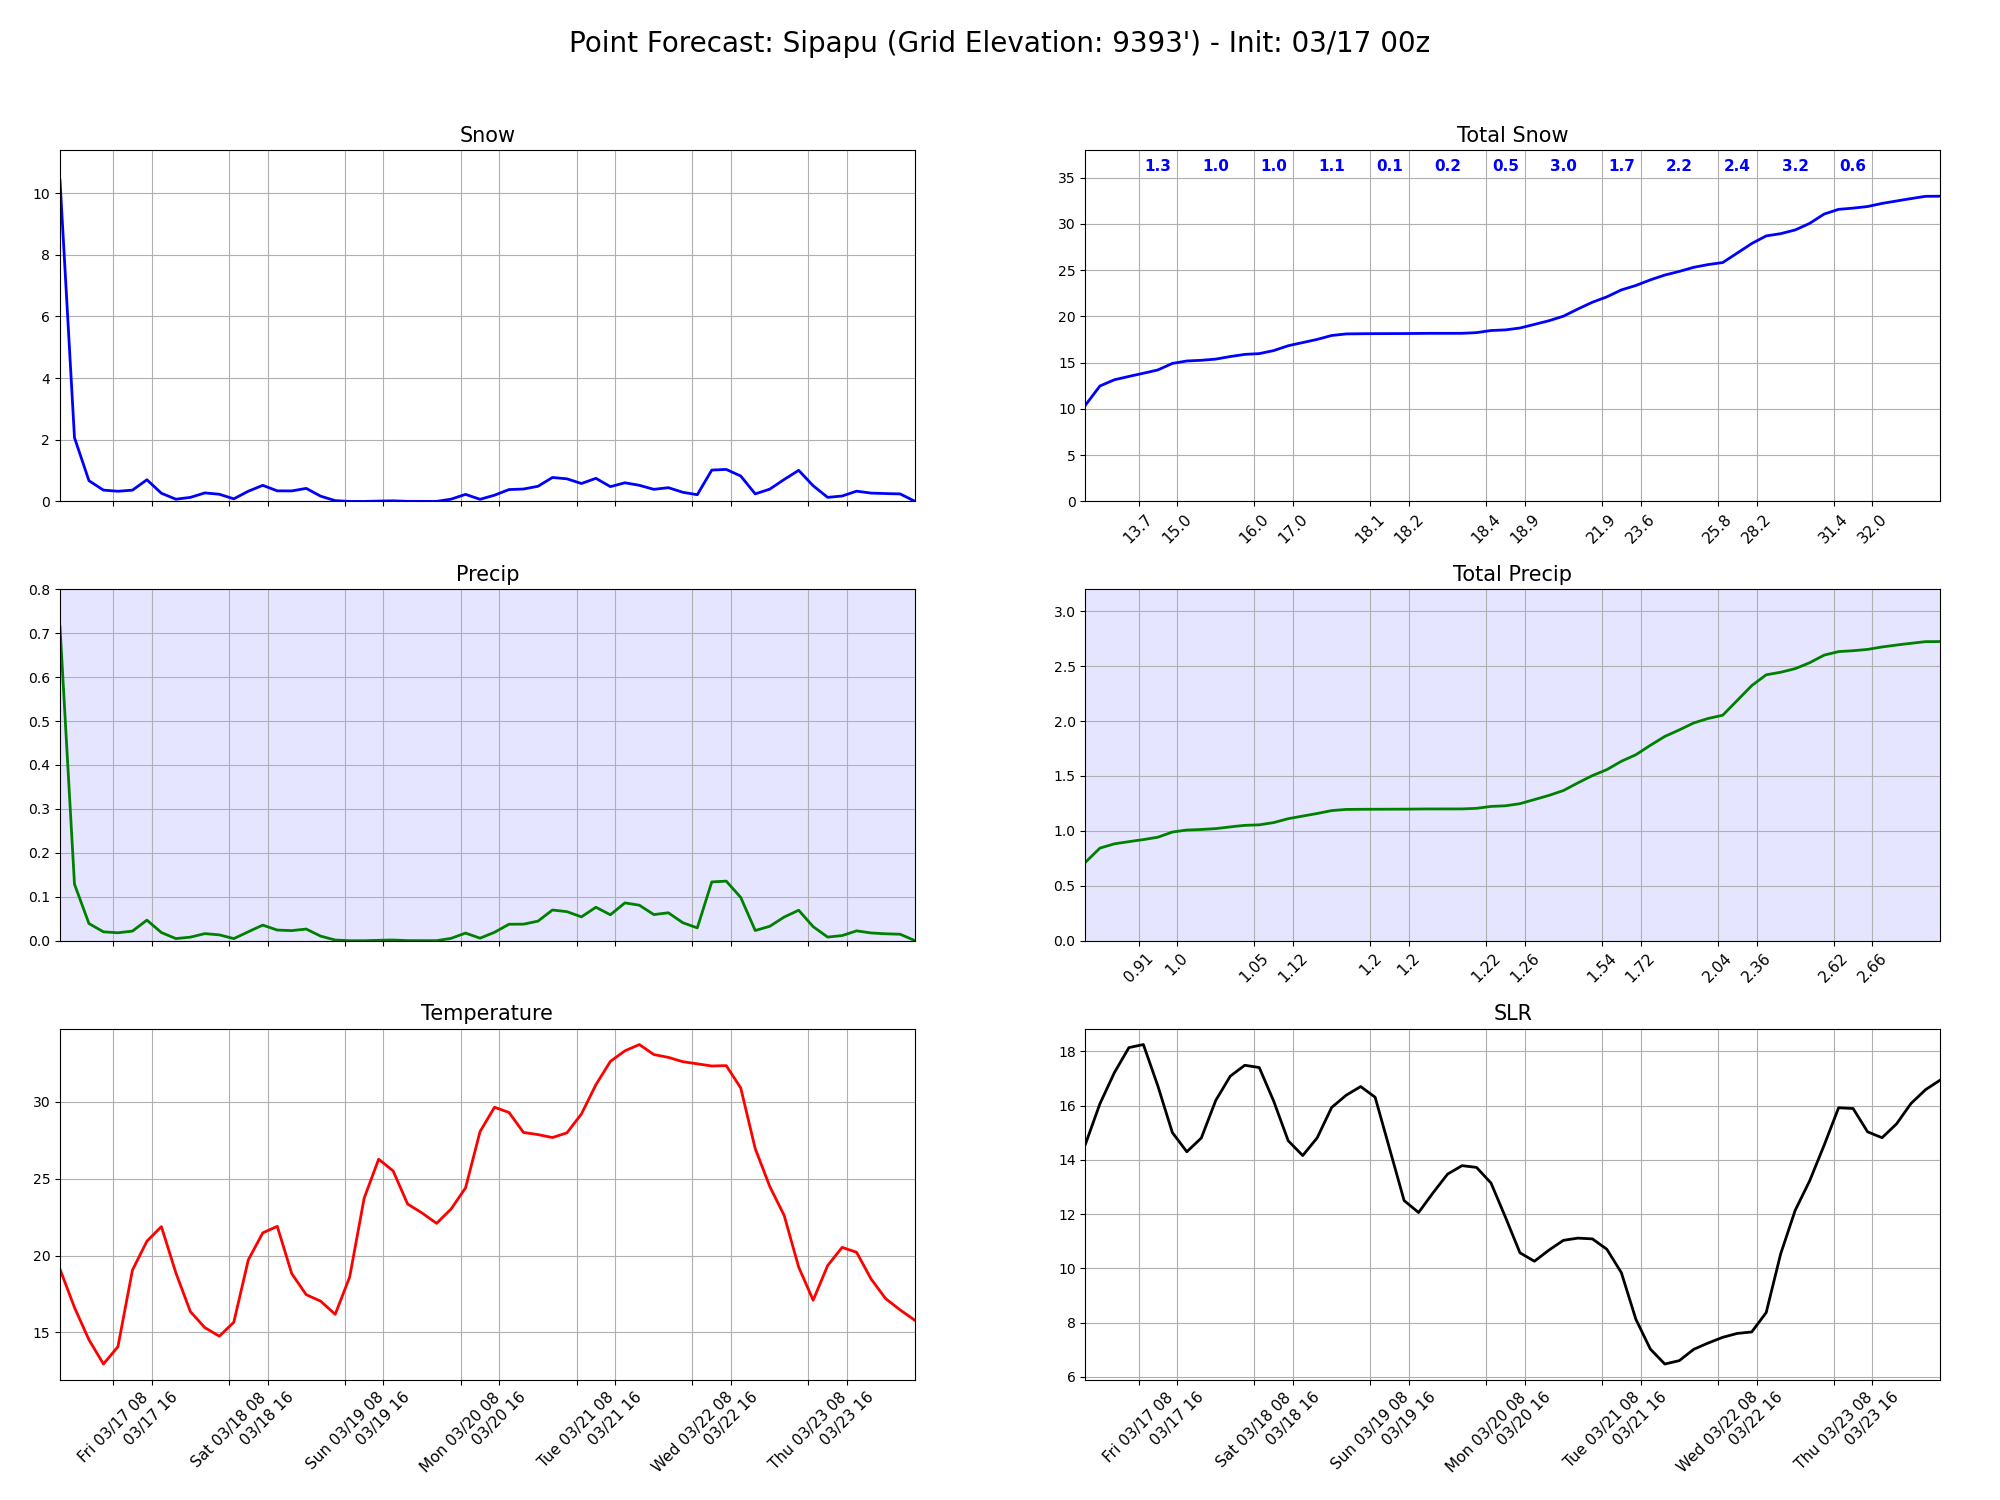 Point Forecast: Sipapu (Grid Elevation: 9393') - Init: 03/17 00z
Snow
10
8
6
4
2
0
Total Snow
1.3 1.0 1.0 1.1 0.1 0.2 0.5 3.0 1.7 2.2 2.4 3.2 0.6
35
30
25
20
15
10
5
0
13.7 15.0 16.0 17.0 18.1 18.2 18.4 18.9 21.9 23.6 25.8 28.2 31.4 32.0
Precip
0.8
0.7
0.6
0.5
0.4
0.3
0.2
0.1
0.0
Total Precip
3.0
2.5
2.0
1.5
1.0
0.5
0.0
0.91 1.0 1.05 1.12 1.2 1.2 1.22 1.26 1.54 1.72 2.04 2.36 2.62 2.66
Temperature
30
25
20
15
Fri 03/17 08
03/17 16
Sat 03/18 08
03/18 16
Sun 03/19 08
03/19 16
Mon 03/20 08
03/20 16
Tue 03/21 08
03/21 16
Wed 03/22 08
03/22 16
Thu 03/23 08
03/23 16
SLR
18
16
14
12
10
8
6
Fri 03/17 08
03/17 16
Sat 03/18 08
03/18 16
Sun 03/19 08
03/19 16
Mon 03/20 08
03/20 16
Tue 03/21 08
03/21 16
Wed 03/22 08
03/22 16
Thu 03/23 08
03/23 16